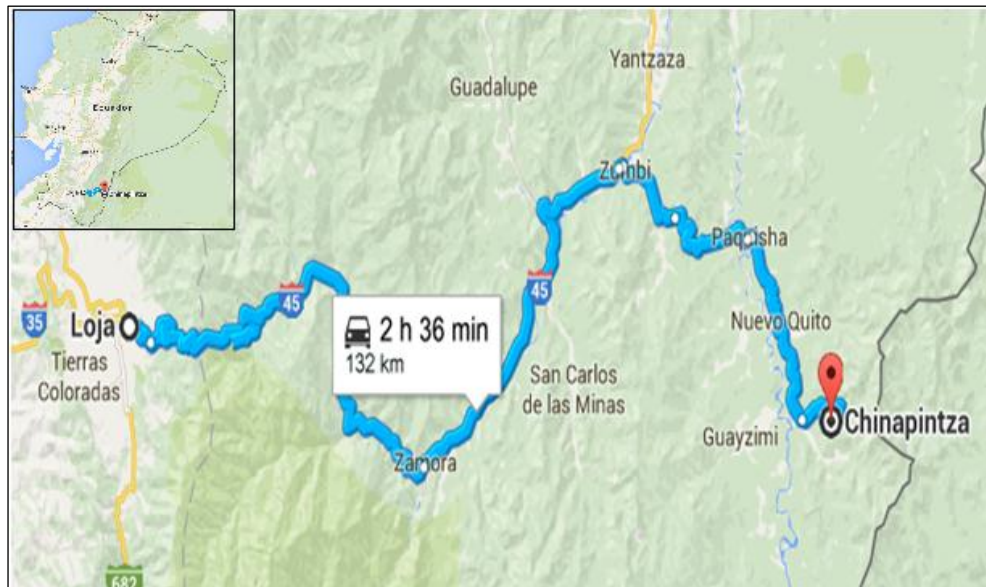 Ecuador
Chinapintza
Yantzaza
Guadalupe
Zumbi
Paquisha
45
45
35
Loja
2 h 36 min
132 km
Nuevo Quito
Tierras
Coloradas
San Carlos
de las Minas
Chinapintza
Guayzimi
Zamora
682